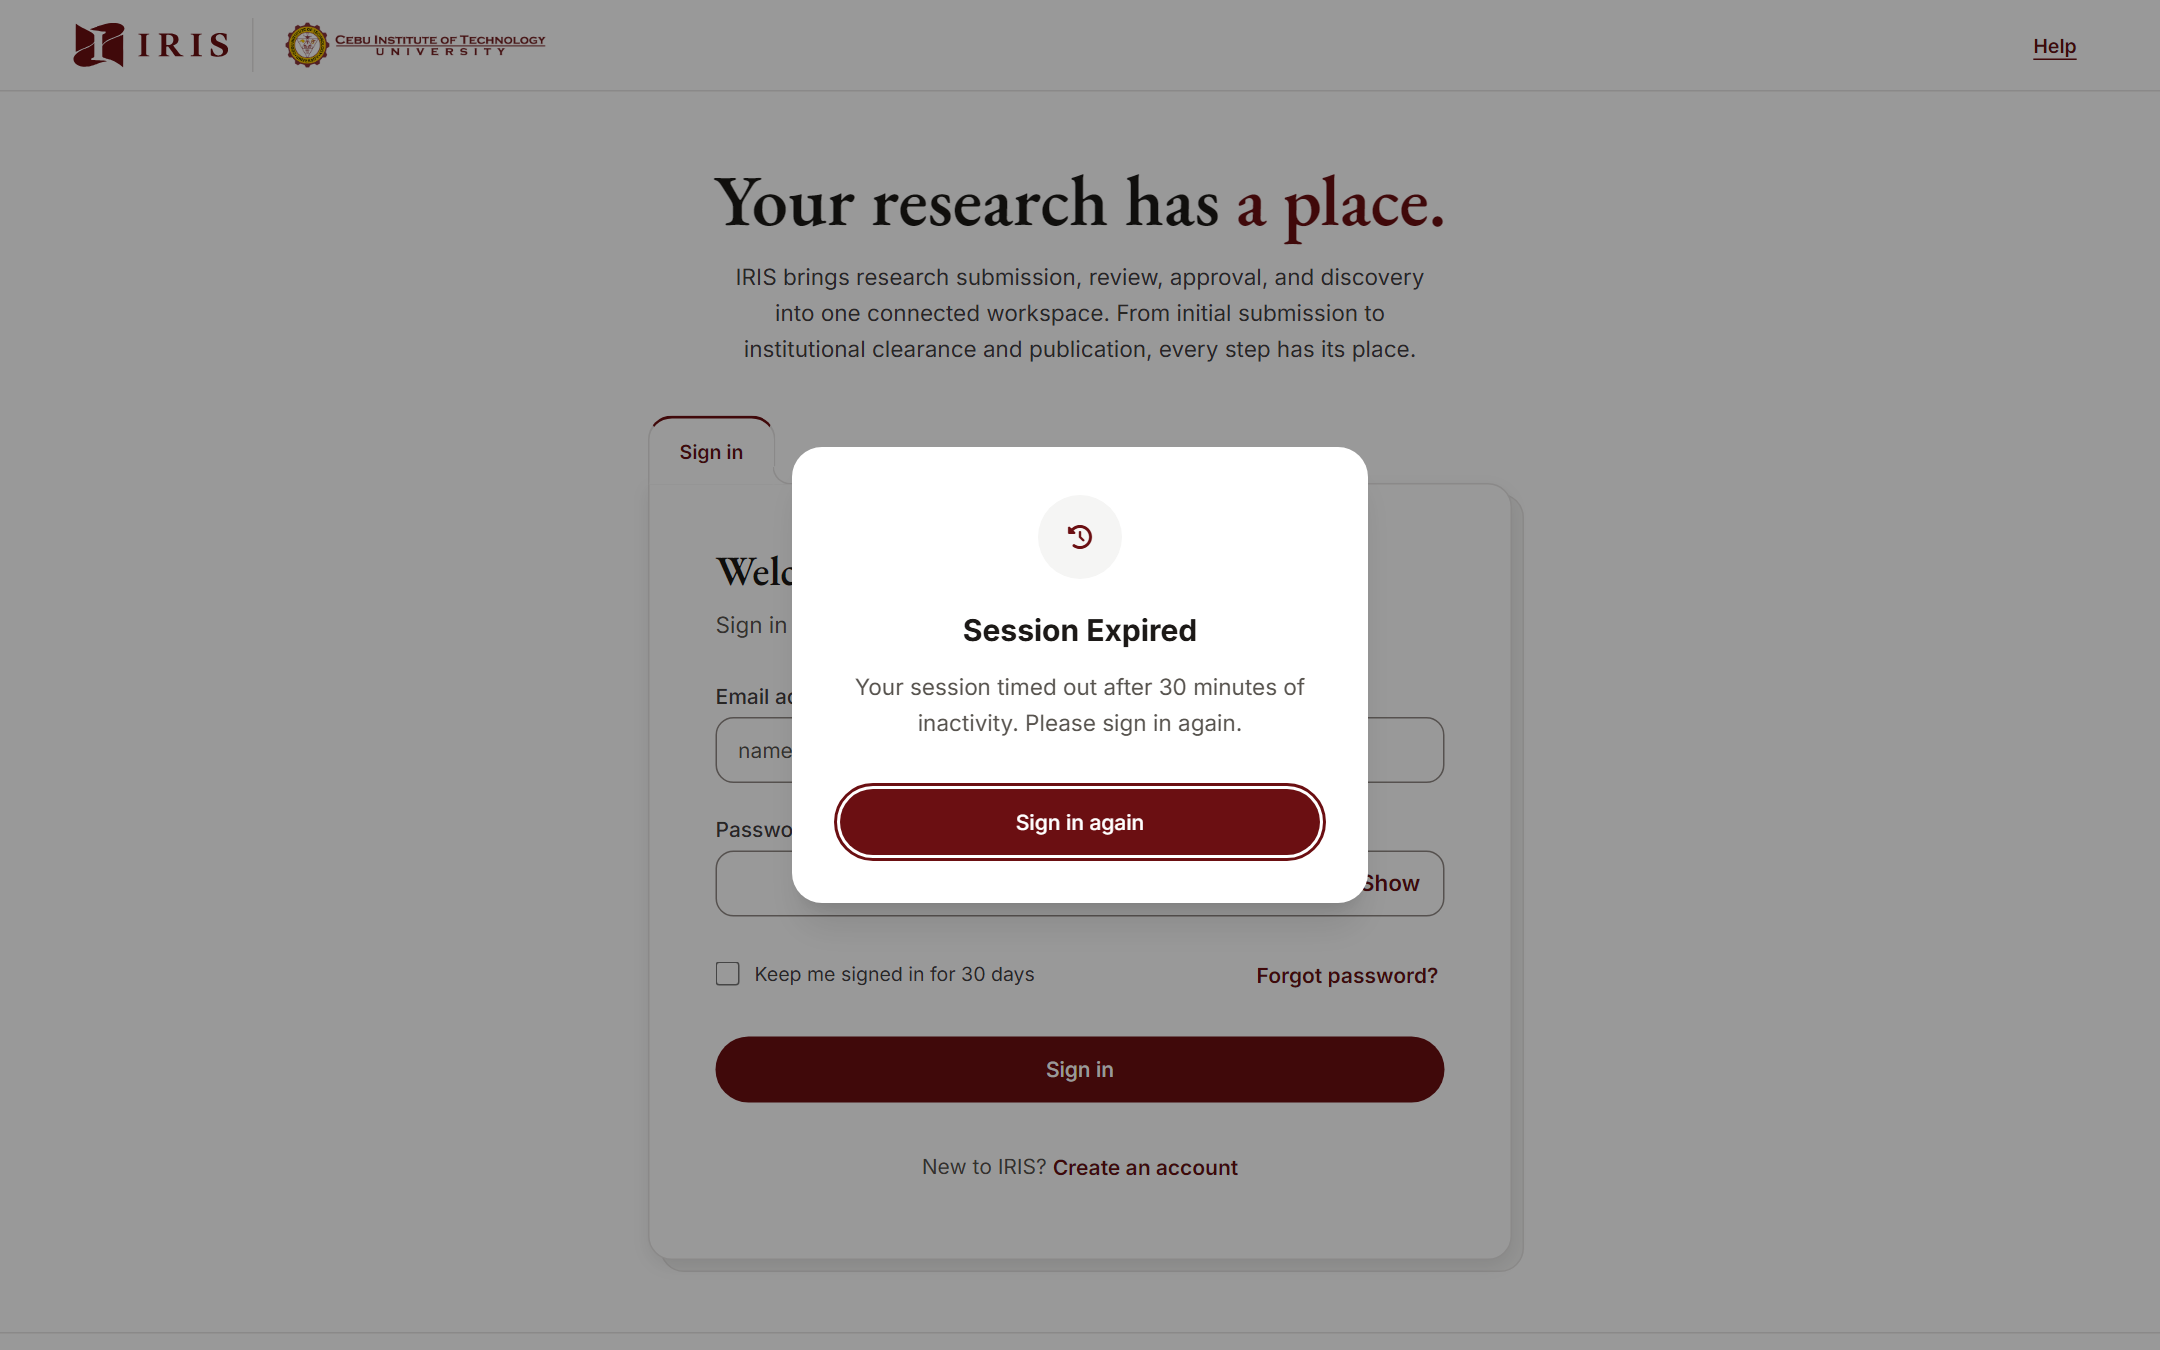 IRIS
CEBU INSTITUTE OF TECHNOLOGY
UNIVERSITY
Help
Your research has a place.
IRIS brings research submission, review, approval, and discovery
into one connected workspace. From initial submission to
institutional clearance and publication, every step has its place.
Sign in
Session Expired
Your session timed out after 30 minutes of
inactivity. Please sign in again.
Sign in again
Sign in
name
Show
Keep me signed in for 30 days
Forgot password?
Sign in
New to IRIS? Create an account